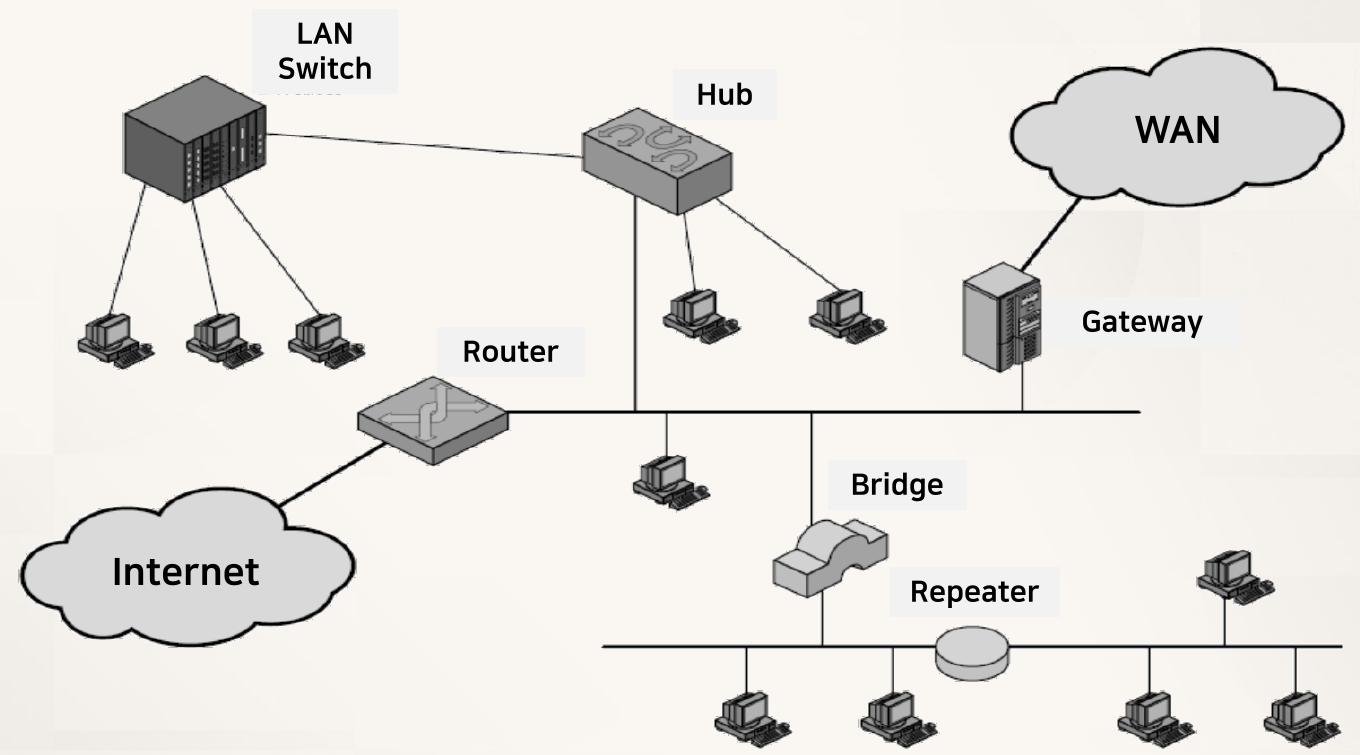 LAN
Switch
Hub
WAN
Gateway
Router
Bridge
Internet
Repeater